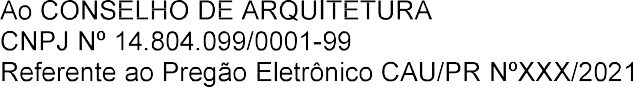 Ao CONSELHO DE ARQUITETURA
CNPJ Nº 14.804.099/0001-99
Referente ao Pregão Eletrônico CAU/PR NºXXX/2021